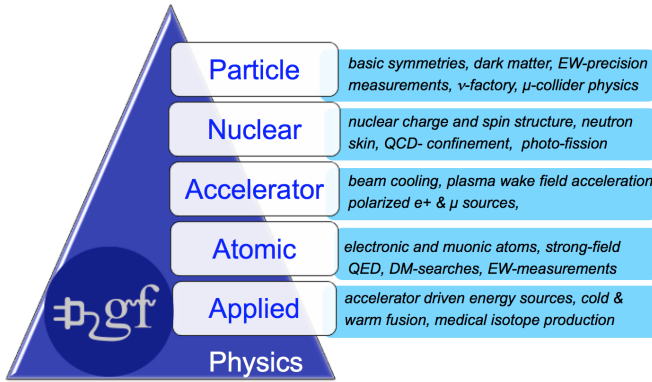 Particle
basic symmetries, dark matter, EW-precision
measurements, ν-factory, μ-collider physics
Nuclear
nuclear charge and spin structure, neutron
skin, QCD- confinement, photo-fission
Accelerator
beam cooling, plasma wake field acceleration
polarized e+ & μ sources,
Atomic
electronic and muonic atoms, strong-field
QED, DM-searches, EW-measurements
Applied
accelerator driven energy sources, cold &
warm fusion, medical isotope production
gf
Physics